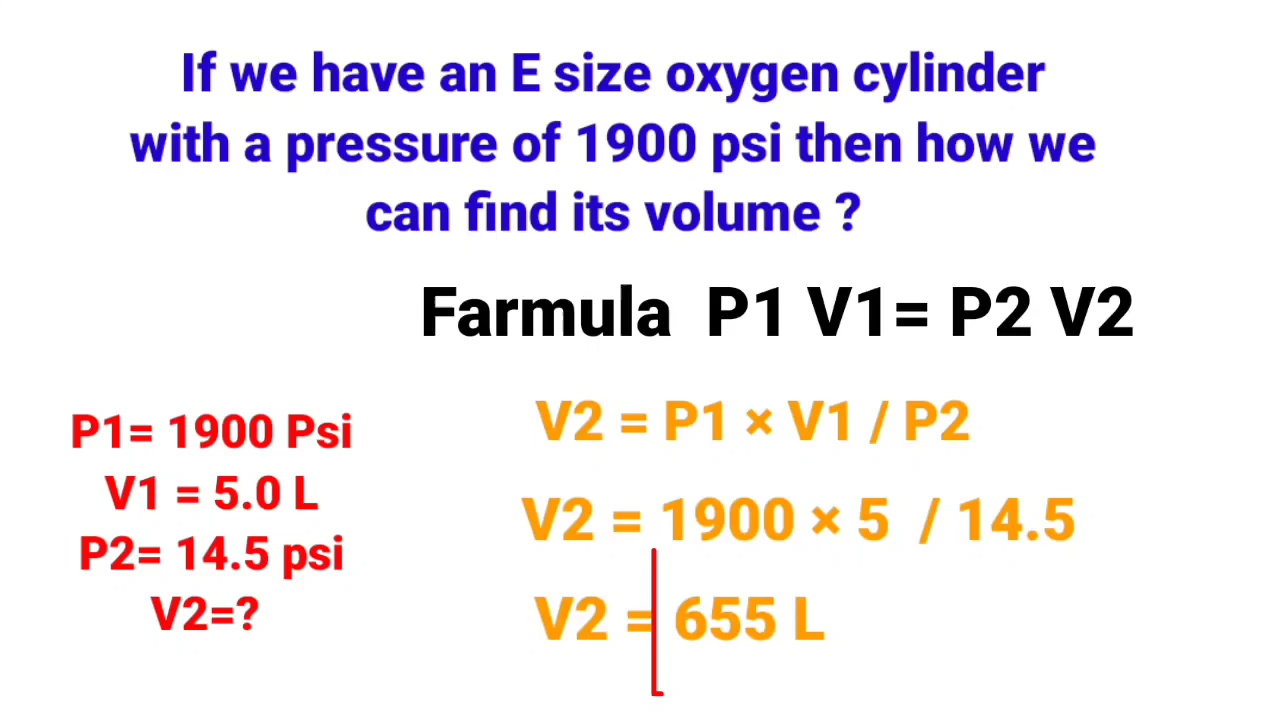 If we have an E size oxygen cylinder
with a pressure of 1900 psi then how we
can find its volume ?
Farmula P1 V1= P2 V2
P1= 1900 Psi
V1 = 5.0 L
P2= 14.5 psi
V2=?
V2 = P1 × V1 / P2
V2 = 1900 × 5 / 14.5
V2 = 655 L